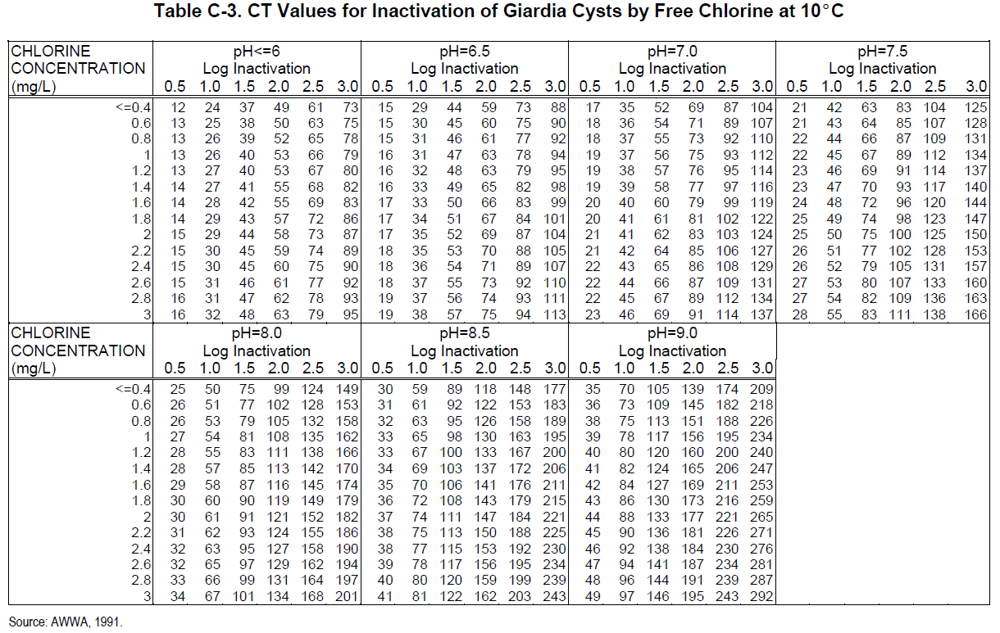 Table C-3. CT Values for Inactivation of Giardia Cysts by Free Chlorine at 10°C
CHLORINE pH<=6 pH=6.5 pH=7.0 pH=7.5
CONCENTRATION Log Inactivation Log Inactivation Log Inactivation Log Inactivation
(mg/L) 0.5 1.0 1.5 2.0 2.5 3.0 0.5 1.0 1.5 2.0 2.5 3.0 0.5 1.0 1.5 2.0 2.5 3.0 0.5 1.0 1.5 2.0 2.5 3.0
<=0.4 12 24 37 49 61 73 15 29 44 59 73 88 17 35 52 69 87 104 21 42 63 83 104 125
0.6 13 25 38 50 63 75 15 30 45 60 75 90 18 36 54 71 89 107 21 43 64 85 107 128
0.8 13 26 39 52 65 78 15 31 46 61 77 92 18 37 55 73 92 110 22 44 66 87 109 131
1 13 26 40 53 66 79 16 31 47 63 78 94 19 37 56 75 93 112 22 45 67 89 112 134
1.2 13 27 40 53 67 80 16 32 48 63 79 95 19 38 57 76 95 114 23 46 69 91 114 137
1.4 14 27 41 55 68 82 16 33 49 65 82 98 19 39 58 77 97 116 23 47 70 93 117 140
1.6 14 28 42 55 69 83 17 33 50 66 83 99 20 40 60 79 99 119 24 48 72 96 120 144
1.8 14 29 43 57 72 86 17 34 51 67 84 101 20 41 61 81 102 122 25 49 74 98 123 147
2 15 29 44 58 73 87 17 35 52 69 87 104 21 41 62 83 103 124 25 50 75 100 125 150
2.2 15 30 45 59 74 89 18 35 53 70 88 105 21 42 64 85 106 127 26 51 77 102 128 153
2.4 15 30 45 60 75 90 18 36 54 71 89 107 22 43 65 86 108 129 26 52 79 105 131 157
2.6 15 31 46 61 77 92 18 37 55 73 92 110 22 44 66 87 109 131 27 53 80 107 133 160
2.8 16 31 47 62 78 93 19 37 56 74 93 111 22 45 67 89 112 134 27 54 82 109 136 163
3 16 32 48 63 79 95 19 38 57 75 94 113 23 46 69 91 114 137 28 55 83 111 138 166
CHLORINE pH=8.0 pH=8.5 pH=9.0
CONCENTRATION Log Inactivation Log Inactivation Log Inactivation
(mg/L) 0.5 1.0 1.5 2.0 2.5 3.0 0.5 1.0 1.5 2.0 2.5 3.0 0.5 1.0 1.5 2.0 2.5 3.0
<=0.4 25 50 75 99 124 149 30 59 89 118 148 177 35 70 105 139 174 209
0.6 26 51 77 102 128 153 31 61 92 122 153 183 36 73 109 145 182 218
0.8 26 53 79 105 132 158 32 63 95 126 158 189 38 75 113 151 188 226
1 27 54 81 108 135 162 33 65 98 130 163 195 39 78 117 156 195 234
1.2 28 55 83 111 138 166 33 67 100 133 167 200 40 80 120 160 200 240
1.4 28 57 85 113 142 170 34 69 103 137 172 206 41 82 124 165 206 247
1.6 29 58 87 116 145 174 35 70 106 141 176 211 42 84 127 169 211 253
1.8 30 60 90 119 149 179 36 72 108 143 179 215 43 86 130 173 216 259
2 30 61 91 121 152 182 37 74 111 147 184 221 44 88 133 177 221 265
2.2 31 62 93 124 155 186 38 75 113 150 188 225 45 90 136 181 226 271
2.4 32 63 95 127 158 190 38 77 115 153 192 230 46 92 138 184 230 276
2.6 32 65 97 129 162 194 39 78 117 156 195 234 47 94 141 187 234 281
2.8 33 66 99 131 164 197 40 80 120 159 199 239 48 96 144 191 239 287
3 34 67 101 134 168 201 41 81 122 162 203 243 49 97 146 195 243 292
Source: AWWA, 1991.